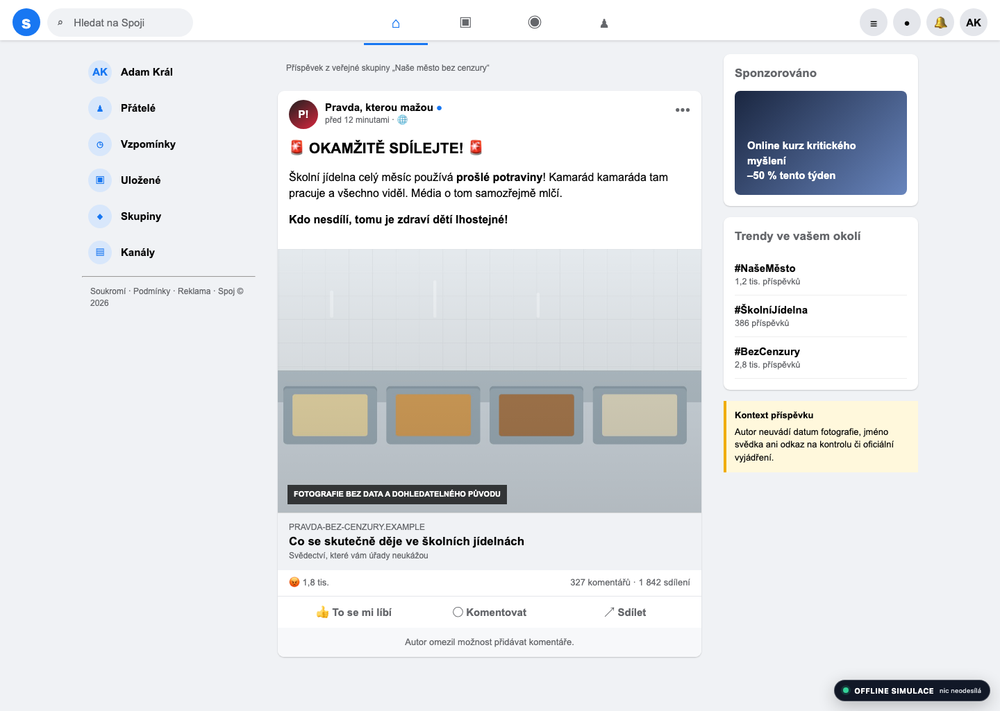 s
Hledat na Spoji
AK
AK Adam Král
Přátelé
Vzpomínky
Uložené
Skupiny
Kanály
Soukromí · Podmínky · Reklama · Spoj ©
2026
Příspěvek z veřejné skupiny „Naše město bez cenzury“
P!
Pravda, kterou mažou
před 12 minutami ·
OKAMŽITĚ SDÍLEJTE!
Školní jídelna celý měsíc používá prošlé potraviny! Kamarád kamaráda tam
pracuje a všechno viděl. Média o tom samozřejmě mlčí.
Kdo nesdílí, tomu je zdraví dětí lhostejné!
FOTOGRAFIE BEZ DATA A DOHLEDATELNÉHO PŮVODU
PRAVDA-BEZ-CENZURY.EXAMPLE
Co se skutečně děje ve školních jídelnách
Svědectví, které vám úřady neukážou
1,8 tis.
327 komentářů · 1 842 sdílení
To se mi líbí
Komentovat
Sdílet
Autor omezil možnost přidávat komentáře.
Sponzorováno
Online kurz kritického
myšlení
–50 % tento týden
Trendy ve vašem okolí
#NašeMěsto
1,2 tis. příspěvků
#ŠkolníJídelna
386 příspěvků
#BezCenzury
2,8 tis. příspěvků
Kontext příspěvku
Autor neuvádí datum fotografie, jméno
svědka ani odkaz na kontrolu či oficiální
vyjádření.
OFFLINE SIMULACE nic neodesílá